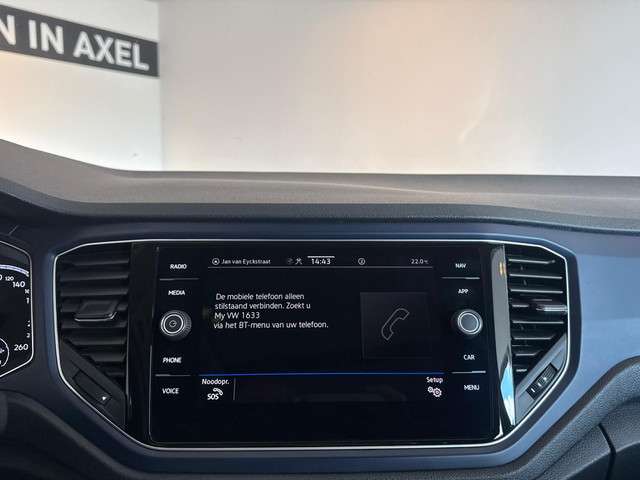 N IN AXEL
RADIO
MEDIA
PHONE
VOICE
Jan van Eyckstraat
14:43
22.0°C
De mobiele telefoon alleen
stilstaand verbinden. Zoekt u
My VW 1633
via het BT-menu van uw telefoon.
Noodopr.
SOS
Setup
NAV
APP
CAR
MENU
120
140
260